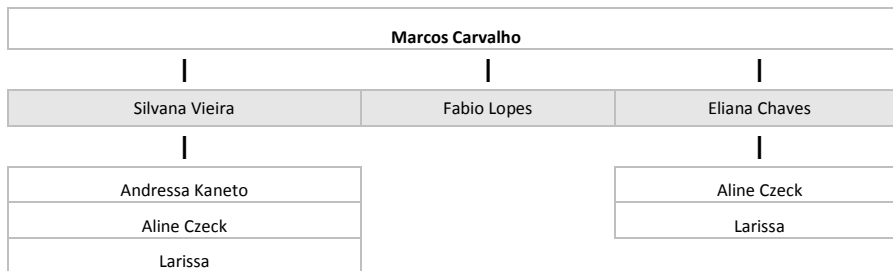 Marcos Carvalho
Silvana Vieira Fabio Lopes Eliana Chaves
Andressa Kaneto Aline Czeck
Aline Czeck Larissa
Larissa